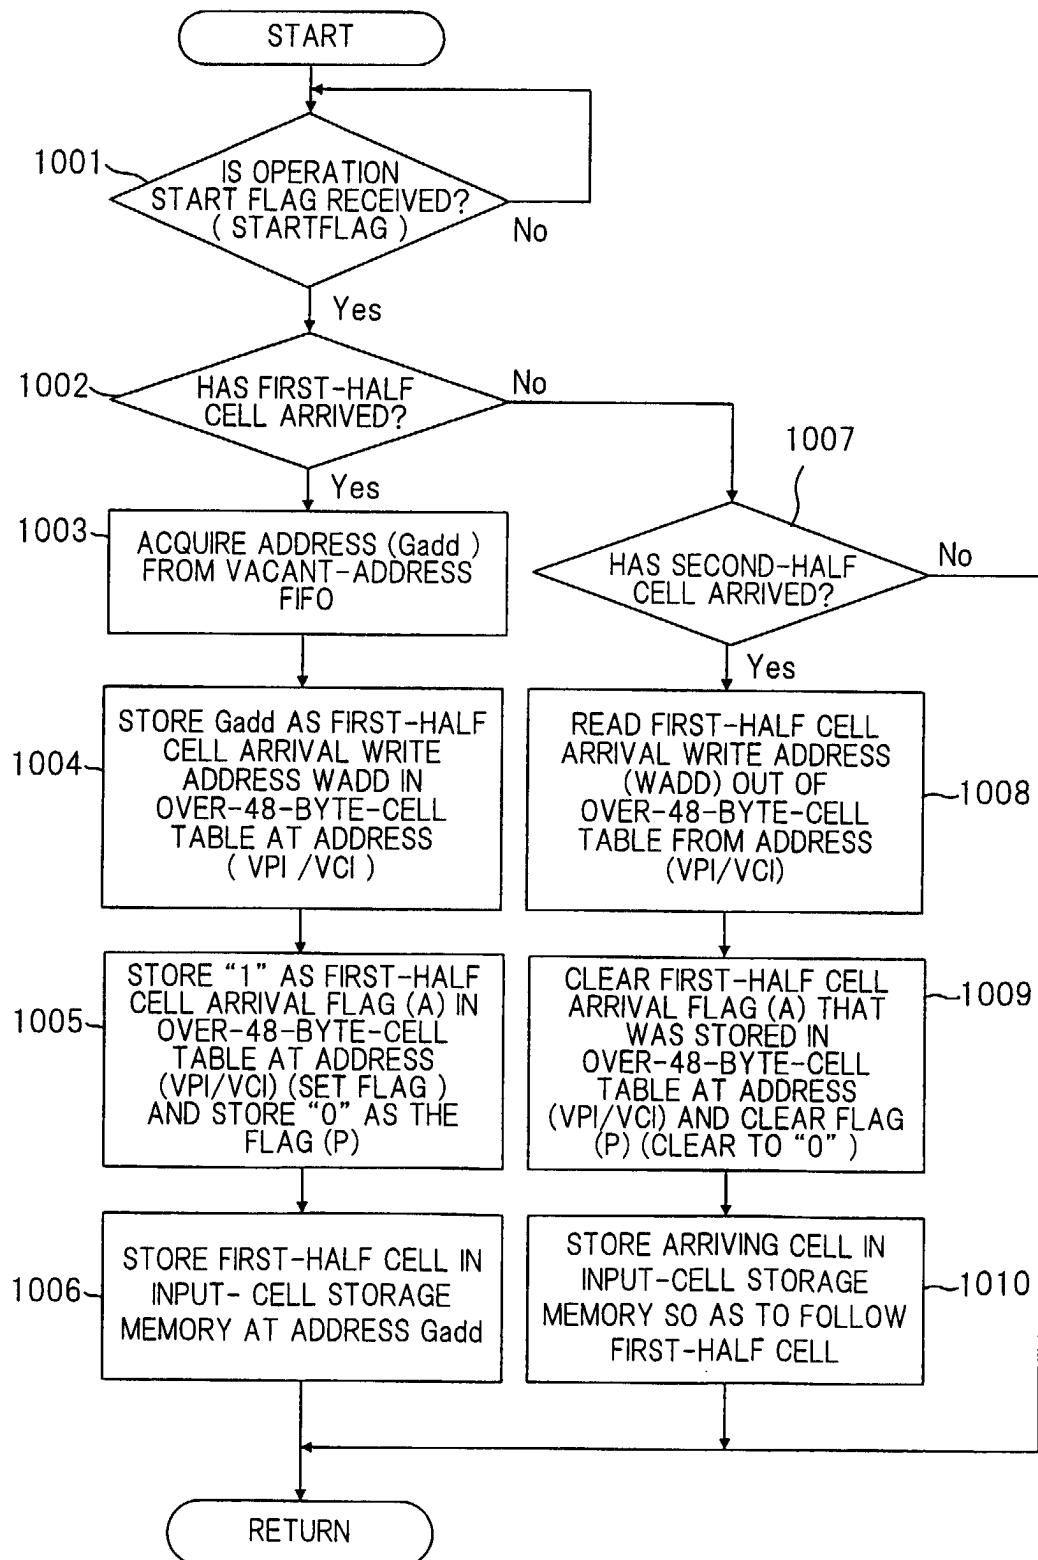 START
1001
IS OPERATION
START FLAG RECEIVED?
( STARTFLAG )
No
Yes
1002
HAS FIRST-HALF
CELL ARRIVED?
No
Yes
1007
HAS SECOND-HALF
CELL ARRIVED?
No
Yes
1003
ACQUIRE ADDRESS (Gadd )
FROM VACANT-ADDRESS
FIFO
1004
STORE Gadd AS FIRST-HALF
CELL ARRIVAL WRITE
ADDRESS WADD IN
OVER-48-BYTE-CELL
TABLE AT ADDRESS
( VPI /VCI )
1005
STORE “1” AS FIRST-HALF
CELL ARRIVAL FLAG (A) IN
OVER-48-BYTE-CELL
TABLE AT ADDRESS
(VPI/VCI) (SET FLAG )
AND STORE “0” AS THE
FLAG (P)
1006
STORE FIRST-HALF CELL IN
INPUT- CELL STORAGE
MEMORY AT ADDRESS Gadd
READ FIRST-HALF CELL
ARRIVAL WRITE ADDRESS
(WADD) OUT OF
OVER-48-BYTE-CELL
TABLE FROM ADDRESS
(VPI/VCI)
1008
CLEAR FIRST-HALF CELL
ARRIVAL FLAG (A) THAT
WAS STORED IN
OVER-48-BYTE-CELL
TABLE AT ADDRESS
(VPI/VCI) AND CLEAR FLAG
(P) (CLEAR TO “0” )
1009
STORE ARRIVING CELL IN
INPUT-CELL STORAGE
MEMORY SO AS TO FOLLOW
FIRST-HALF CELL
1010
RETURN